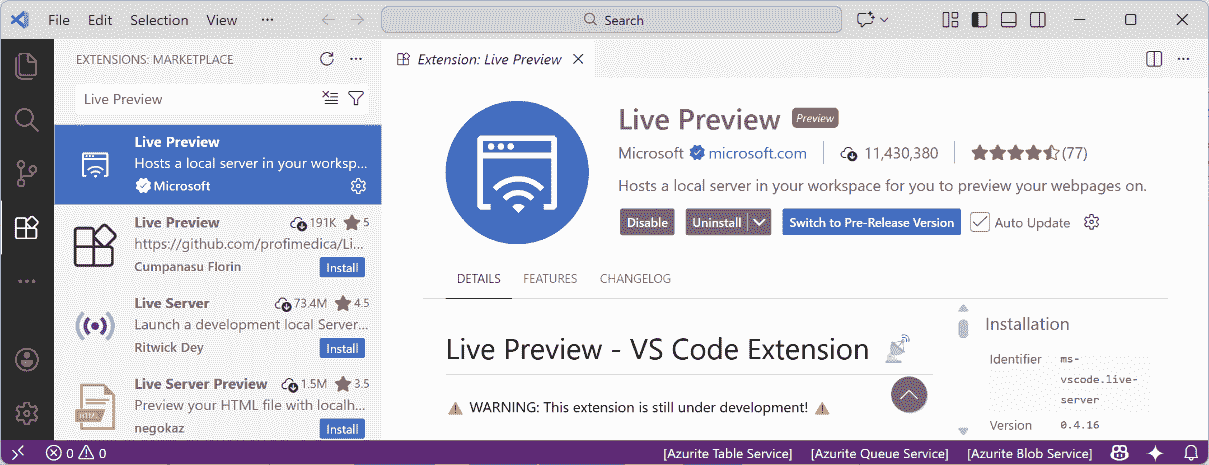 File Edit Selection View ··· Search
EXTENSIONS: MARKETPLACE
Live Preview
Live Preview
Hosts a local server in your worksp...
Microsoft
Live Preview 191K 5
https://github.com/profimedica/Li...
Cumpanasu Florin Install
Live Server 73.4M 4.5
Launch a development local Server...
Ritwick Dey Install
Live Server Preview 1.5M 3.5
Preview your HTML file with localh...
negokaz Install
HTML
Extension: Live Preview
Live Preview Preview
Microsoft microsoft.com 11,430,380 (77)
Hosts a local server in your workspace for you to preview your webpages on.
Disable Uninstall Switch to Pre-Release Version Auto Update
DETAILS FEATURES CHANGELOG
Live Preview - VS Code Extension
WARNING: This extension is still under development!
Installation
Identifier ms-
vscode.live-
server
Version 0.4.16
0 0 [Azurite Table Service] [Azurite Queue Service] [Azurite Blob Service]